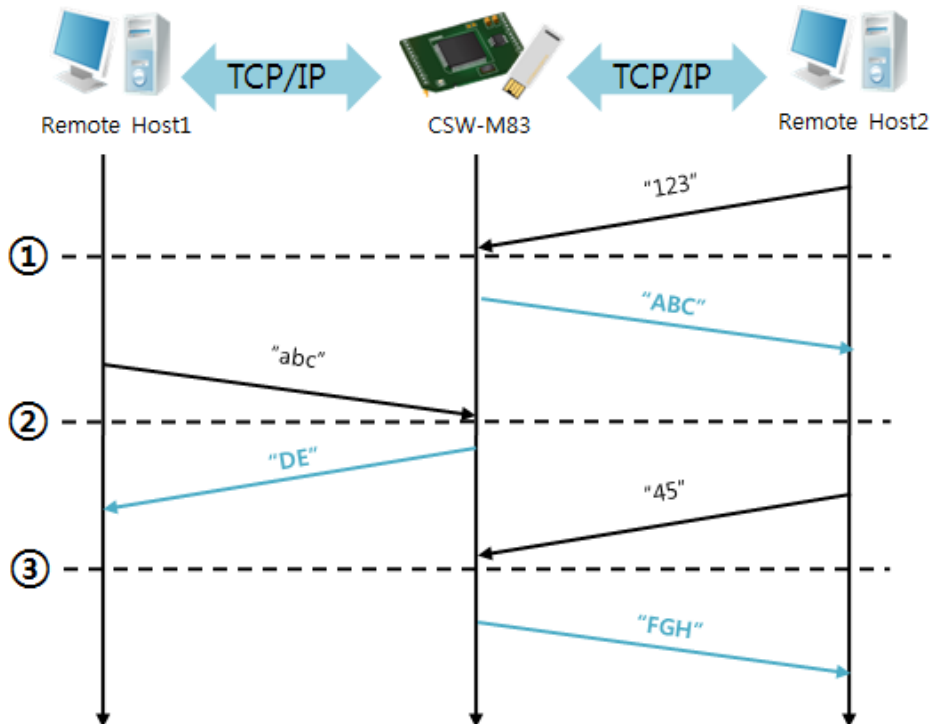 TCP/IP
TCP/IP
Remote Host1
CSW-M83
Remote Host2
"123"
①
"ABC"
"abc"
②
"DE"
"45"
③
"FGH"